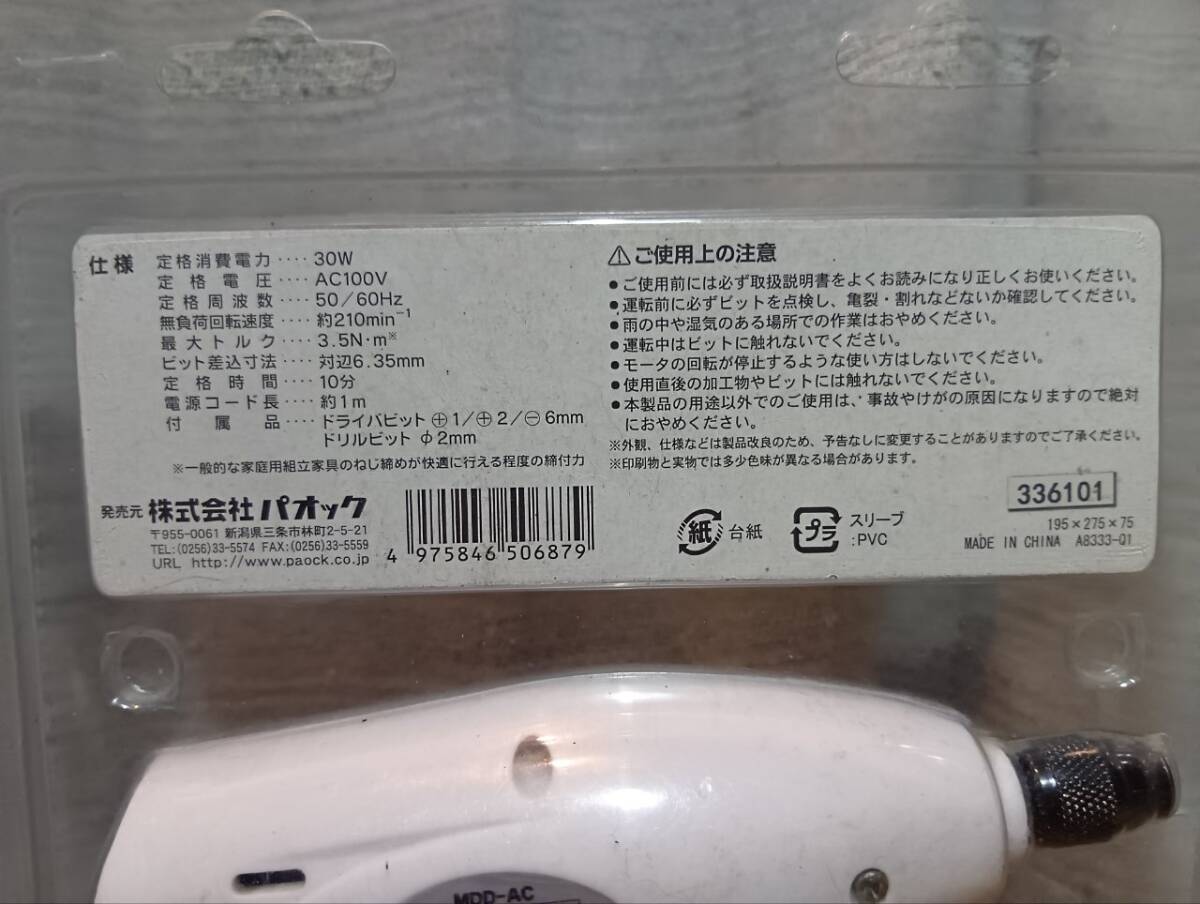 仕様
定格消費電力‥‥30W
定格電圧‥‥AC100V
定格周波数‥‥50/60Hz
無負荷回転速度‥‥約210min⁻¹
最大トルク‥‥3.5N・m※
ビット差込寸法‥‥対辺6.35mm
定格時間‥‥10分
電源コード長‥‥約1m
付属品‥‥ドライバビット⊕1/⊕2/⊖6mm
ドリルビット φ2mm
※一般的な家庭用組立家具のねじ締めが快適に行える程度の締付力
発売元 株式会社パオック
〒955-0061 新潟県三条市林町2-5-21
TEL:(0256)33-5574 FAX:(0256)33-5559
URL http://www.paock.co.jp
4 975846 506879
⚠ご使用上の注意
●ご使用前には必ず取扱説明書をよくお読みになり正しくお使いください。
●運転前に必ずビットを点検し、亀裂・割れなどないか確認してください。
●雨の中や湿気のある場所での作業はおやめください。
●運転中はビットに触れないでください。
●モータの回転が停止するような使い方はしないでください。
●使用直後の加工物やビットには触れないでください。
●本製品の用途以外でのご使用は、事故やけがの原因になりますので絶対
におやめください。
※外観、仕様などは製品改良のため、予告なしに変更することがありますのでご了承ください。
※印刷物と実物では多少色味が異なる場合があります。
紙 台紙
プラ スリーブ
:PVC
336101
195×275×75
MADE IN CHINA A8333-01
MDD-AC